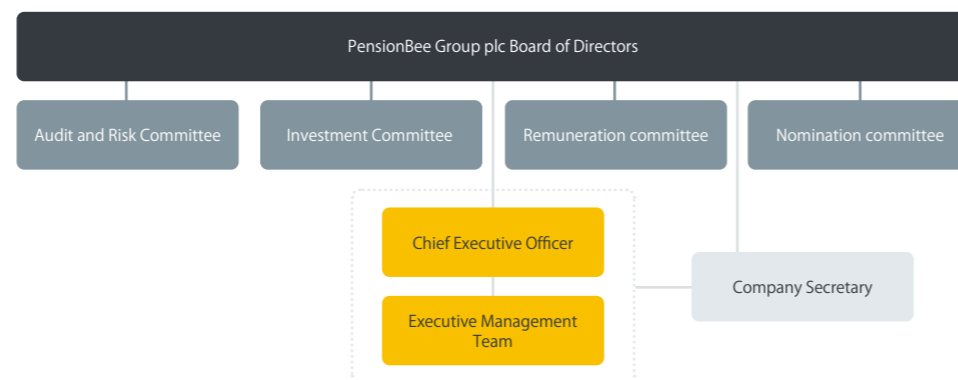 PensionBee Group plc Board of Directors
Audit and Risk Committee
Investment Committee
Remuneration committee
Nomination committee
Chief Executive Officer
Company Secretary
Executive Management
Team